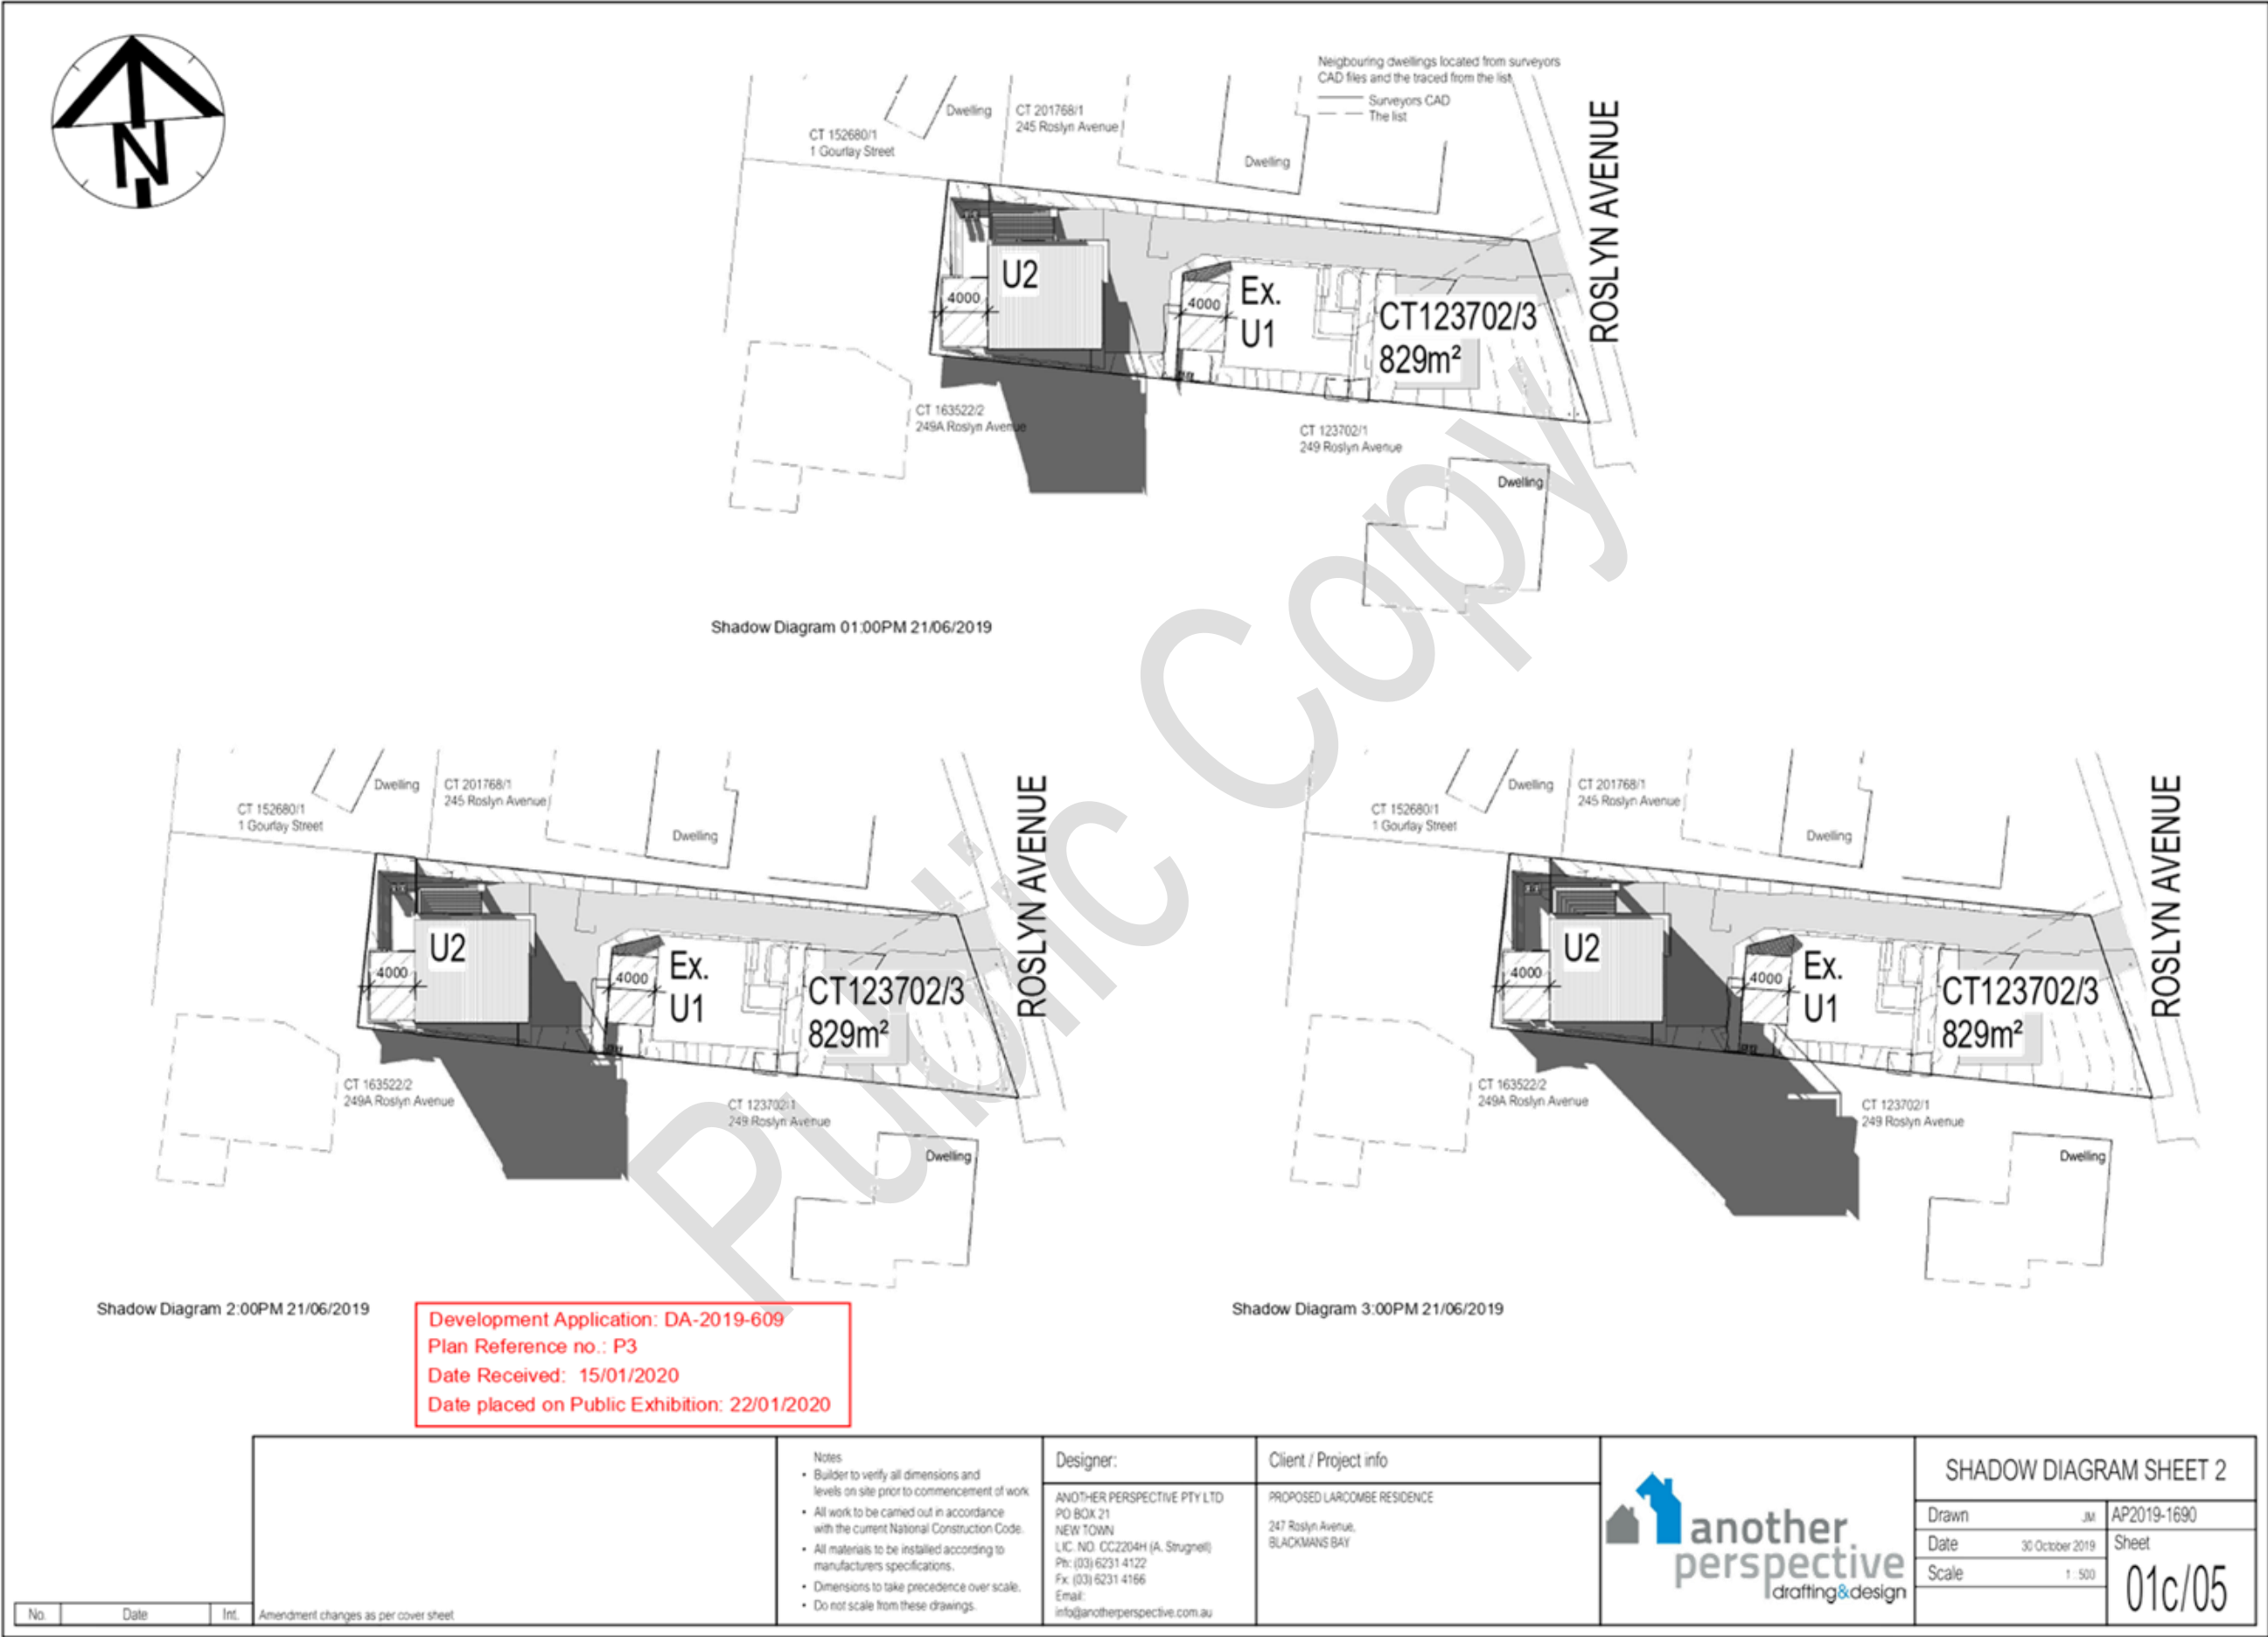 N
Neigbouring dwellings located from surveyors
CAD files and the traced from the list
Surveyors CAD
The list
CT 152680/1
1 Gourlay Street
Dwelling
CT 201768/1
245 Roslyn Avenue
Dwelling
ROSLYN AVENUE
U2
4000
4000
Ex.
U1
CT123702/3
829m²
CT 163522/2
249A Roslyn Avenue
CT 123702/1
249 Roslyn Avenue
Dwelling
Shadow Diagram 01:00PM 21/06/2019
CT 152680/1
1 Gourlay Street
Dwelling
CT 201768/1
245 Roslyn Avenue
Dwelling
ROSLYN AVENUE
U2
4000
4000
Ex.
U1
CT123702/3
829m²
CT 163522/2
249A Roslyn Avenue
CT 123702/1
249 Roslyn Avenue
Dwelling
Shadow Diagram 2:00PM 21/06/2019
CT 152680/1
1 Gourlay Street
Dwelling
CT 201768/1
245 Roslyn Avenue
Dwelling
ROSLYN AVENUE
U2
4000
4000
Ex.
U1
CT123702/3
829m²
CT 163522/2
249A Roslyn Avenue
CT 123702/1
249 Roslyn Avenue
Dwelling
Shadow Diagram 3:00PM 21/06/2019
Public Copy
Development Application: DA-2019-609
Plan Reference no.: P3
Date Received: 15/01/2020
Date placed on Public Exhibition: 22/01/2020
No. Date Int. Amendment changes as per cover sheet
Notes
• Builder to verify all dimensions and
levels on site prior to commencement of work
• All work to be carried out in accordance
with the current National Construction Code.
• All materials to be installed according to
manufacturers specifications.
• Dimensions to take precedence over scale.
• Do not scale from these drawings.
Designer:
ANOTHER PERSPECTIVE PTY LTD
PO BOX 21
NEW TOWN
LIC. NO. CC2204H (A. Strugnell)
Ph: (03) 6231 4122
Fx: (03) 6231 4166
Email:
info@anotherperspective.com.au
Client / Project info
PROPOSED LARCOMBE RESIDENCE
247 Roslyn Avenue,
BLACKMANS BAY
another
perspective
drafting&design
SHADOW DIAGRAM SHEET 2
Drawn JM AP2019-1690
Date 30 October 2019 Sheet
Scale 1 : 500
01c/05